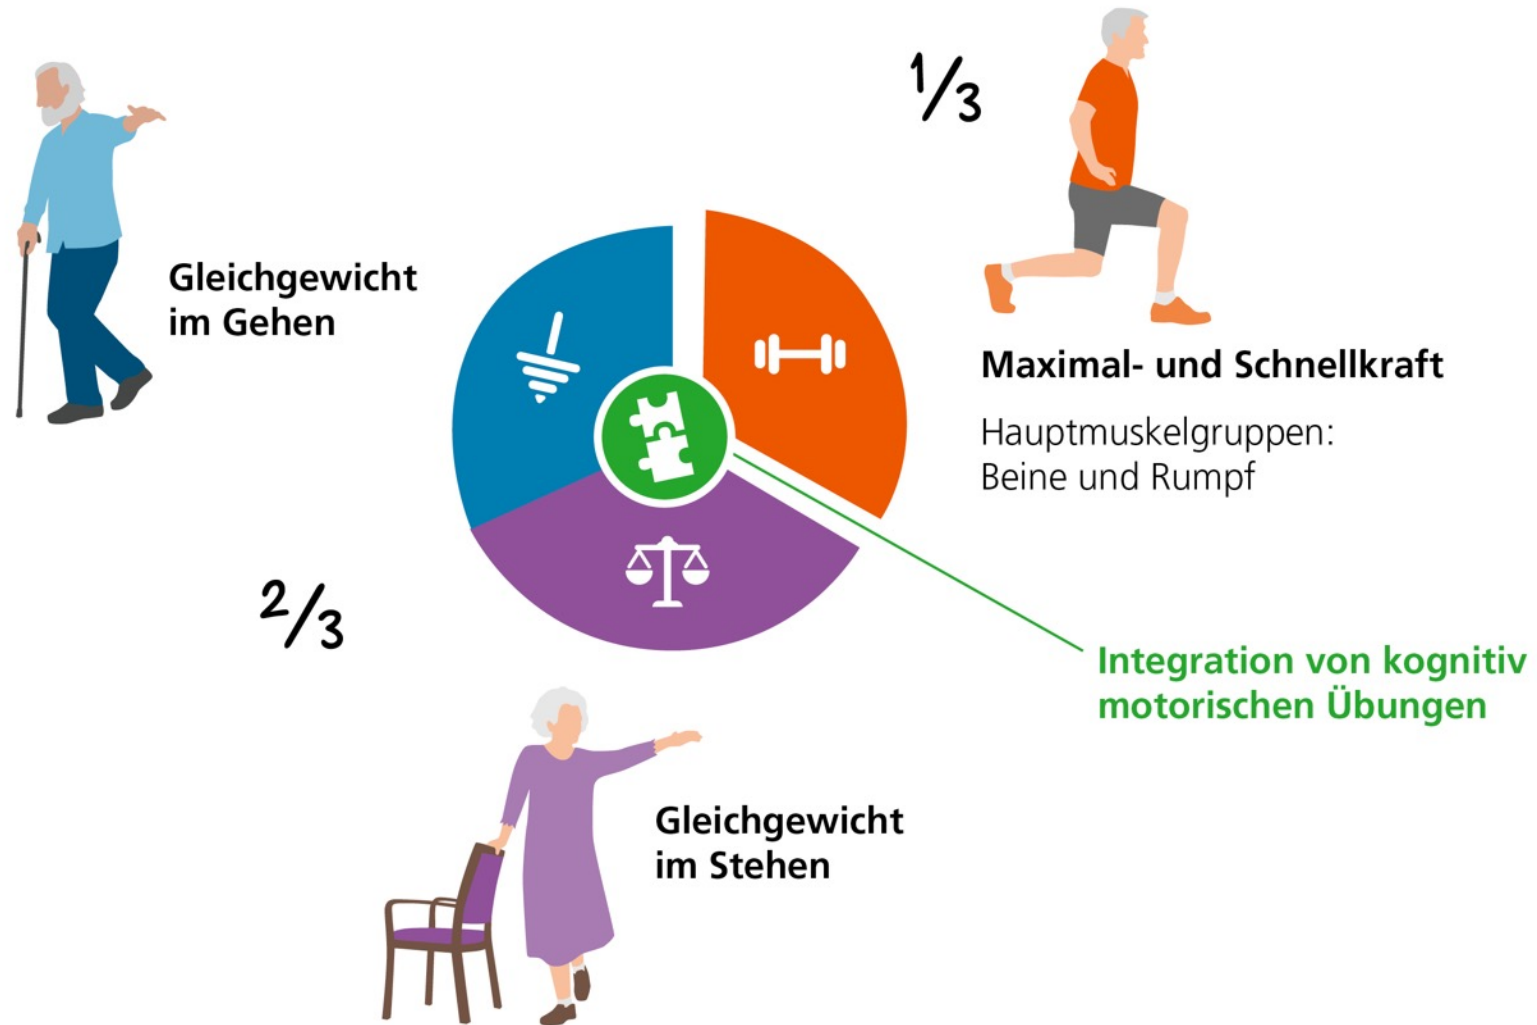 1/3
Gleichgewicht
im Gehen
Maximal- und Schnellkraft
Hauptmuskelgruppen:
Beine und Rumpf
2/3
Integration von kognitiv
motorischen Übungen
Gleichgewicht
im Stehen